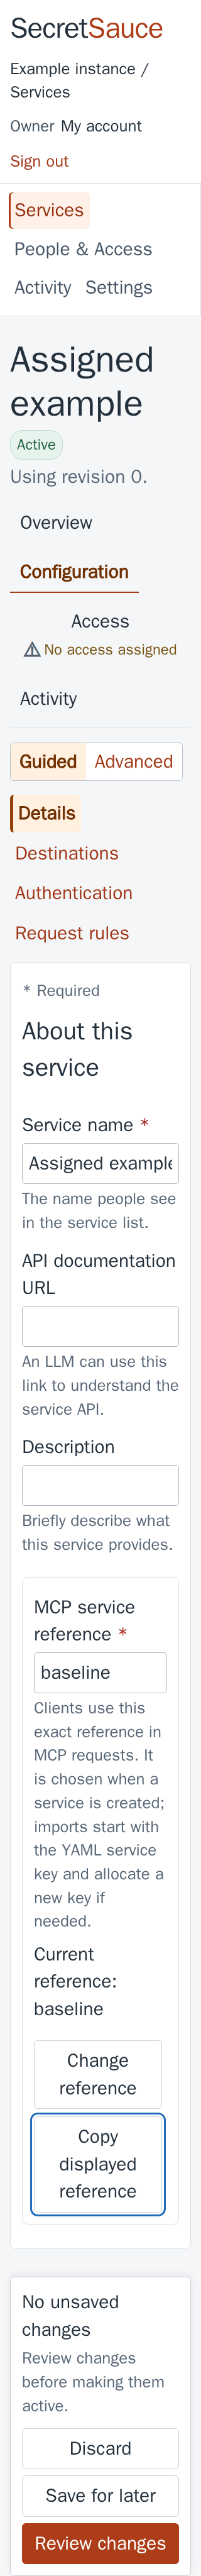 SecretSauce
Example instance /
Services
Owner My account
Sign out
Services
People & Access
Activity Settings
Assigned
example
Active
Using revision 0.
Overview
Configuration
Access
No access assigned
Activity
Guided Advanced
Details
Destinations
Authentication
Request rules
* Required
About this
service
Service name *
Assigned example
The name people see
in the service list.
API documentation
URL
An LLM can use this
link to understand the
service API.
Description
Briefly describe what
this service provides.
MCP service
reference *
baseline
Clients use this
exact reference in
MCP requests. It
is chosen when a
service is created;
imports start with
the YAML service
key and allocate a
new key if
needed.
Current
reference:
baseline
Change
reference
Copy
displayed
reference
No unsaved
changes
Review changes
before making them
active.
Discard
Save for later
Review changes